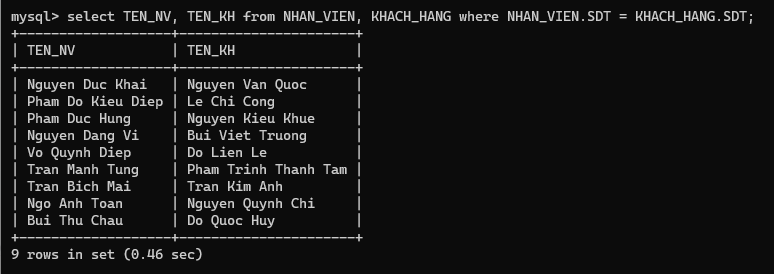 mysql> select TEN_NV, TEN_KH from NHAN_VIEN, KHACH_HANG where NHAN_VIEN.SDT = KHACH_HANG.SDT;
+-------------------+----------------------+
| TEN_NV            | TEN_KH               |
+-------------------+----------------------+
| Nguyen Duc Khai   | Nguyen Van Quoc      |
| Pham Do Kieu Diep | Le Chi Cong          |
| Pham Duc Hung     | Nguyen Kieu Khue     |
| Nguyen Dang Vi    | Bui Viet Truong      |
| Vo Quynh Diep     | Do Lien Le           |
| Tran Manh Tung    | Pham Trinh Thanh Tam |
| Tran Bich Mai     | Tran Kim Anh         |
| Ngo Anh Toan      | Nguyen Quynh Chi     |
| Bui Thu Chau      | Do Quoc Huy          |
+-------------------+----------------------+
9 rows in set (0.46 sec)